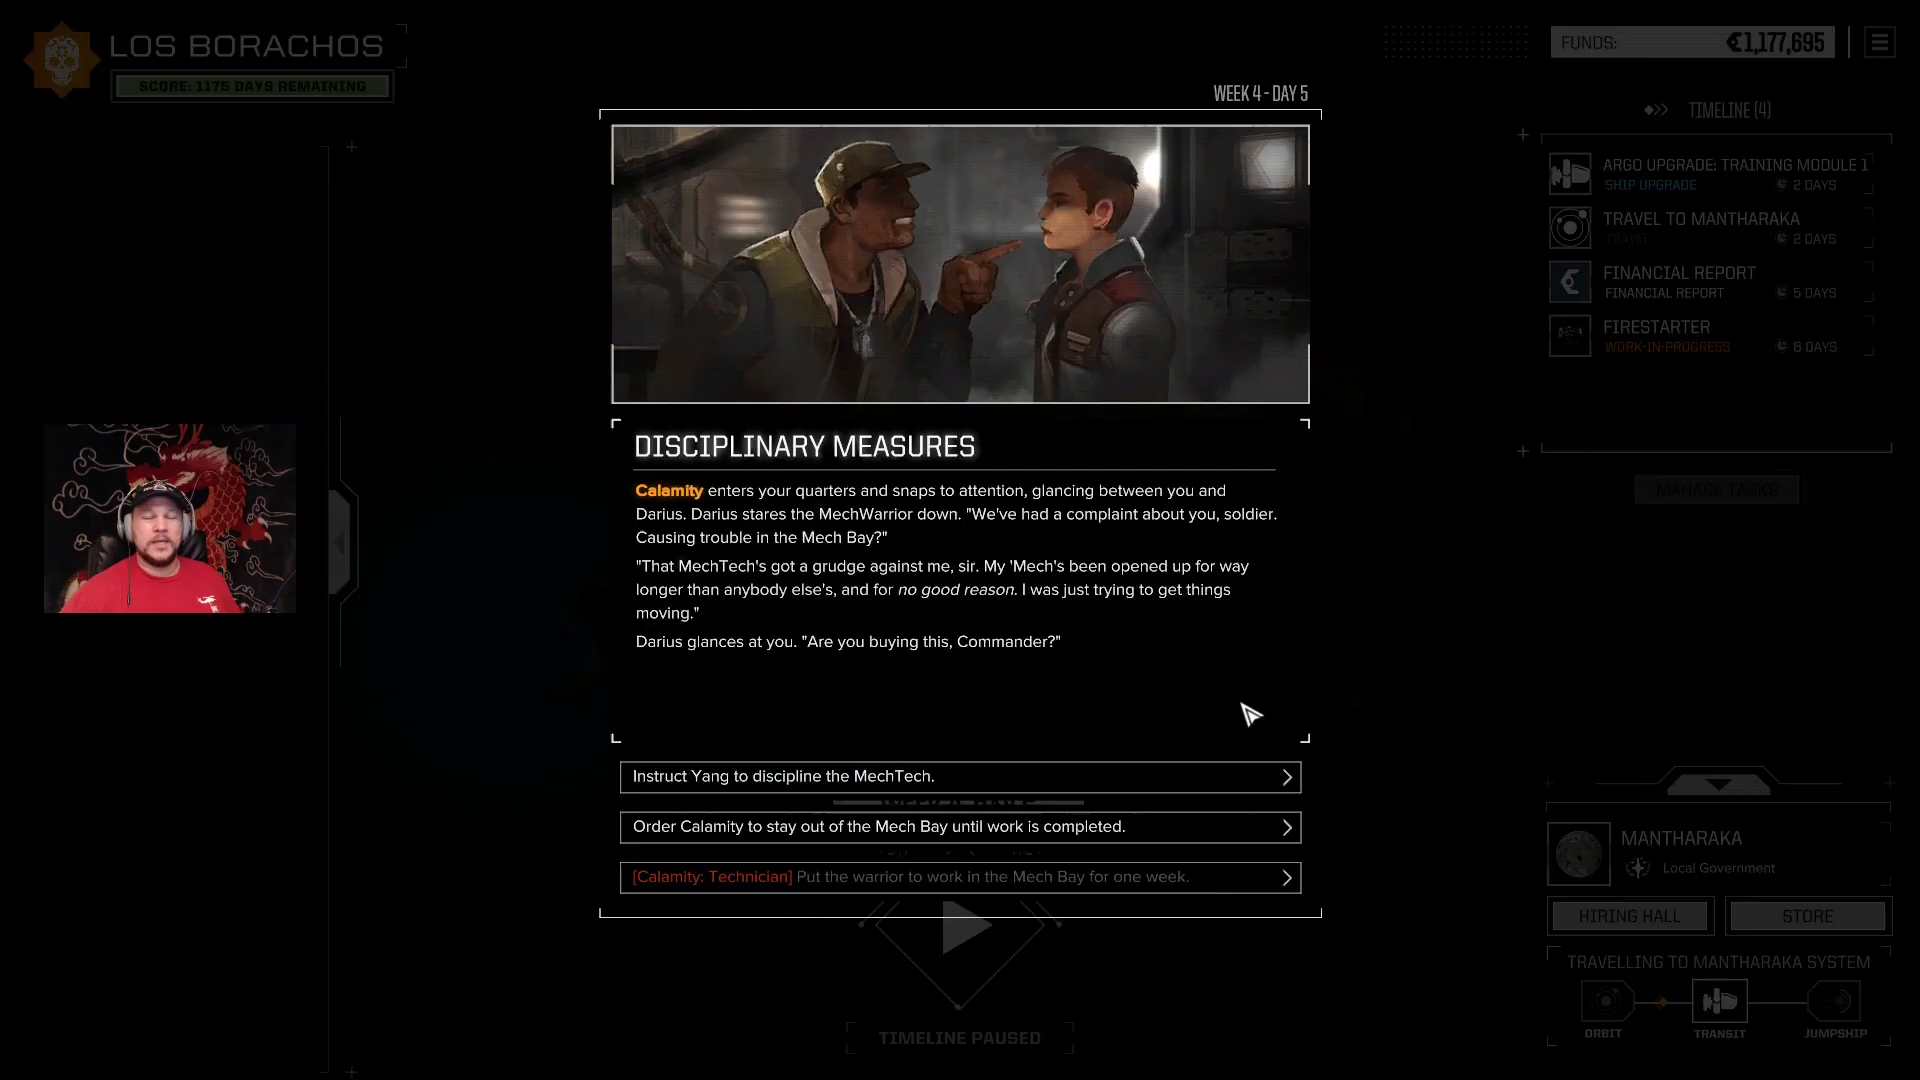 LOS BORACHOS
SCORE: 1175 DAYS REMAINING
FUNDS: 1,177,695
WEEK 4 - DAY 5
TIMELINE (4)
ARGO UPGRADE: TRAINING MODULE 1
SHIP UPGRADE 2 DAYS
TRAVEL TO MANTHARAKA
TRAVEL 2 DAYS
FINANCIAL REPORT
FINANCIAL REPORT 5 DAYS
FIRESTARTER
WORK-IN-PROGRESS 6 DAYS
MANAGE TASKS
DISCIPLINARY MEASURES
Calamity enters your quarters and snaps to attention, glancing between you and
Darius. Darius stares the MechWarrior down. "We've had a complaint about you, soldier.
Causing trouble in the Mech Bay?"
"That MechTech's got a grudge against me, sir. My 'Mech's been opened up for way
longer than anybody else's, and for no good reason. I was just trying to get things
moving."
Darius glances at you. "Are you buying this, Commander?"
Instruct Yang to discipline the MechTech.
Order Calamity to stay out of the Mech Bay until work is completed.
[Calamity: Technician] Put the warrior to work in the Mech Bay for one week.
TIMELINE PAUSED
MANTHARAKA
Local Government
HIRING HALL
STORE
TRAVELLING TO MANTHARAKA SYSTEM
ORBIT
TRANSIT
JUMPSHIP